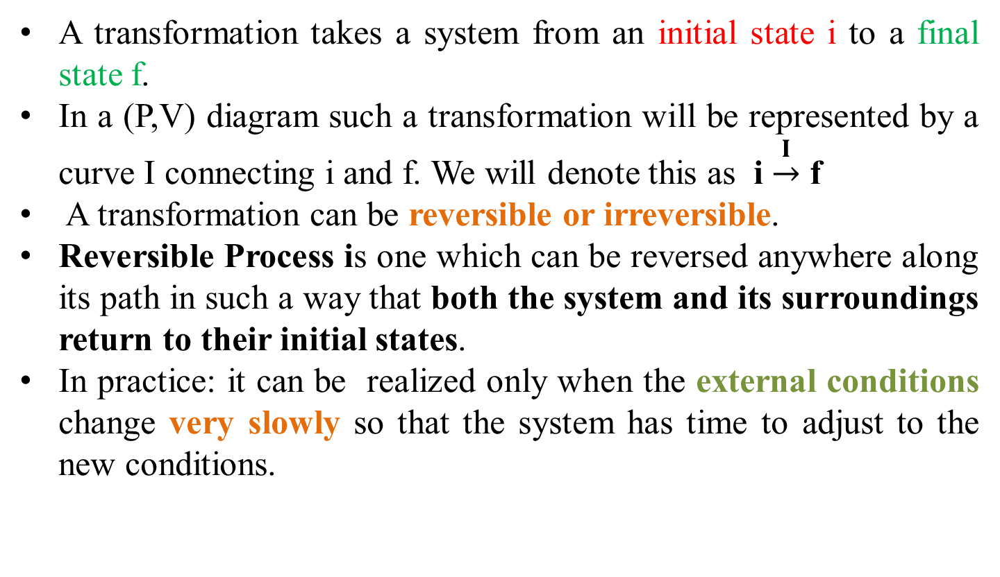 • A transformation takes a system from an initial state i to a final
state f.
• In a (P,V) diagram such a transformation will be represented by a
curve I connecting i and f. We will denote this as i \xrightarrow{I} f
• A transformation can be reversible or irreversible.
• Reversible Process is one which can be reversed anywhere along
its path in such a way that both the system and its surroundings
return to their initial states.
• In practice: it can be realized only when the external conditions
change very slowly so that the system has time to adjust to the
new conditions.